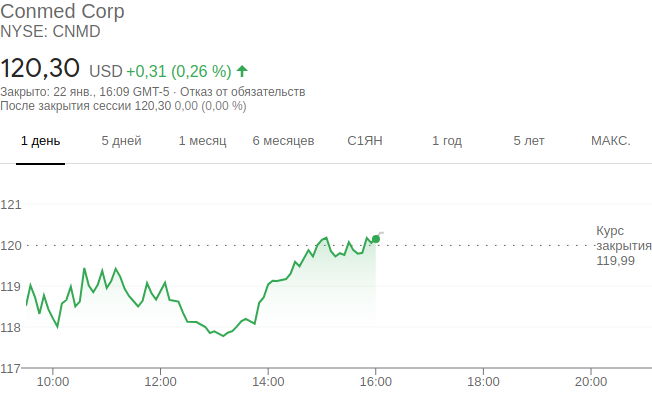 Conmed Corp
NYSE: CNMD
120,30 USD +0,31 (0,26 %)
Закрыто: 22 янв., 16:09 GMT-5 · Отказ от обязательств
После закрытия сессии 120,30 0,00 (0,00 %)
1 день 5 дней 1 месяц 6 месяцев С1ЯН 1 год 5 лет МАКС.
121
Курс
120 закрытия
119,99
119
118
117
10:00 12:00 14:00 16:00 18:00 20:00